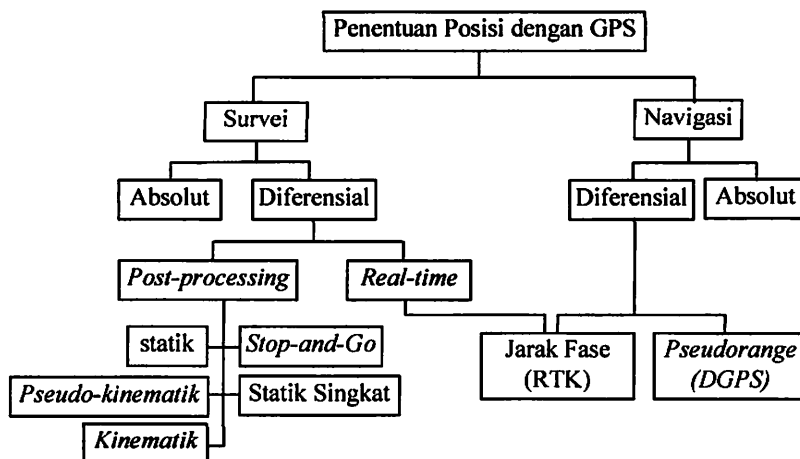 Penentuan Posisi dengan GPS
Survei
Navigasi
Absolut
Diferensial
Diferensial
Absolut
Post-processing
Real-time
statik
Stop-and-Go
Jarak Fase
(RTK)
Pseudorange
(DGPS)
Pseudo-kinematik
Statik Singkat
Kinematik